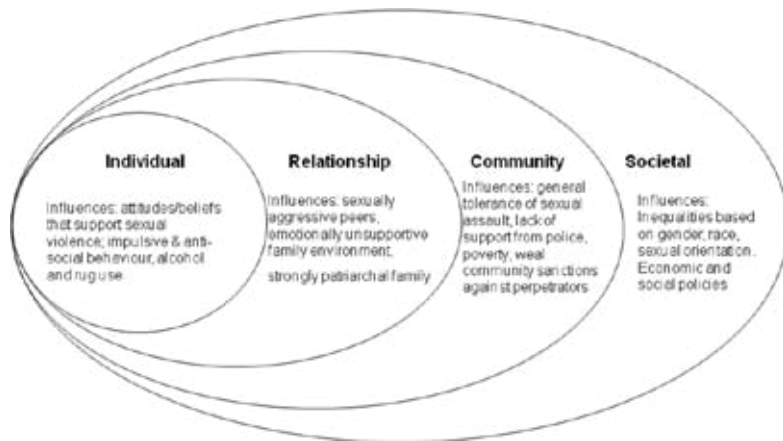 Individual
Influences: attitudes/beliefs
that support sexual
violence; impulsive & anti-
social behaviour, alcohol
and rug use
Relationship
Influences: sexually
aggressive peers,
emotionally unsupportive
family environment,
strongly patriarchal family
Community
Influences: general
tolerance of sexual
assault, lack of
support from police,
poverty, weal
community sanctions
against perpetrators
Societal
Influences:
Inequalities based
on gender, race,
sexual orientation.
Economic and
social policies